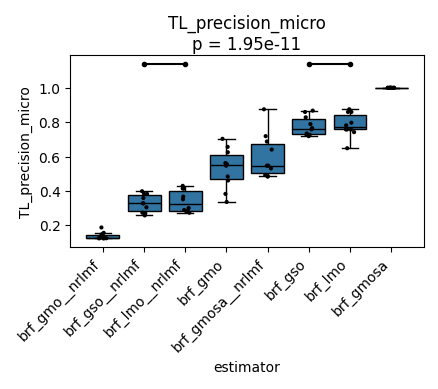 TL_precision_micro
p = 1.95e-11
TL_precision_micro
1.0
0.8
0.6
0.4
0.2
brf_gmo__nrlmf
brf_gso__nrlmf
brf_lmo__nrlmf
brf_gmo
brf_gmosa__nrlmf
brf_gso
brf_lmo
brf_gmosa
estimator